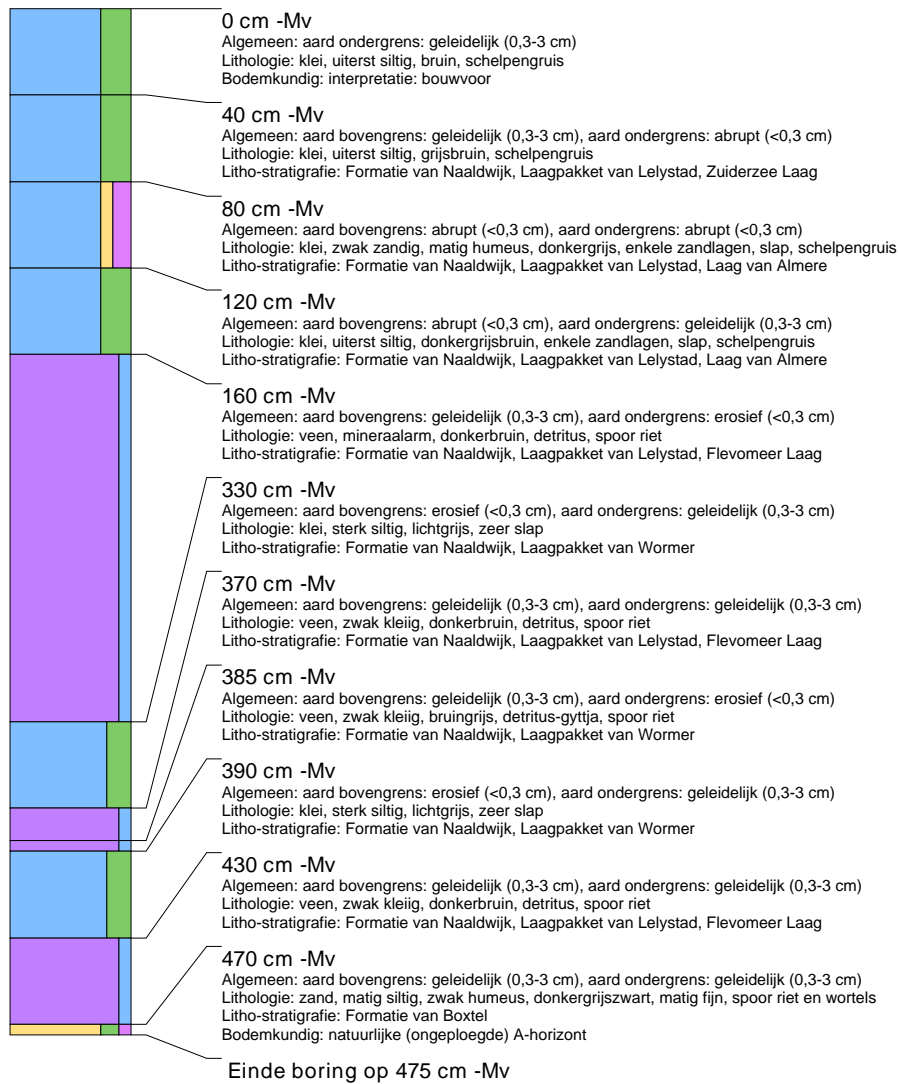 0 cm -Mv
Algemeen: aard ondergrens: geleidelijk (0,3-3 cm)
Lithologie: klei, uiterst siltig, bruin, schelpengruis
Bodemkundig: interpretatie: bouwvoor
40 cm -Mv
Algemeen: aard bovengrens: geleidelijk (0,3-3 cm), aard ondergrens: abrupt (<0,3 cm)
Lithologie: klei, uiterst siltig, grijsbruin, schelpengruis
Litho-stratigrafie: Formatie van Naaldwijk, Laagpakket van Lelystad, Zuiderzee Laag
80 cm -Mv
Algemeen: aard bovengrens: abrupt (<0,3 cm), aard ondergrens: abrupt (<0,3 cm)
Lithologie: klei, zwak zandig, matig humeus, donkergrijs, enkele zandlagen, slap, schelpengruis
Litho-stratigrafie: Formatie van Naaldwijk, Laagpakket van Lelystad, Laag van Almere
120 cm -Mv
Algemeen: aard bovengrens: abrupt (<0,3 cm), aard ondergrens: geleidelijk (0,3-3 cm)
Lithologie: klei, uiterst siltig, donkergrijsbruin, enkele zandlagen, slap, schelpengruis
Litho-stratigrafie: Formatie van Naaldwijk, Laagpakket van Lelystad, Laag van Almere
160 cm -Mv
Algemeen: aard bovengrens: geleidelijk (0,3-3 cm), aard ondergrens: erosief (<0,3 cm)
Lithologie: veen, mineraalarm, donkerbruin, detritus, spoor riet
Litho-stratigrafie: Formatie van Naaldwijk, Laagpakket van Lelystad, Flevomeer Laag
330 cm -Mv
Algemeen: aard bovengrens: erosief (<0,3 cm), aard ondergrens: geleidelijk (0,3-3 cm)
Lithologie: klei, sterk siltig, lichtgrijs, zeer slap
Litho-stratigrafie: Formatie van Naaldwijk, Laagpakket van Wormer
370 cm -Mv
Algemeen: aard bovengrens: geleidelijk (0,3-3 cm), aard ondergrens: geleidelijk (0,3-3 cm)
Lithologie: veen, zwak kleiig, donkerbruin, detritus, spoor riet
Litho-stratigrafie: Formatie van Naaldwijk, Laagpakket van Lelystad, Flevomeer Laag
385 cm -Mv
Algemeen: aard bovengrens: geleidelijk (0,3-3 cm), aard ondergrens: erosief (<0,3 cm)
Lithologie: veen, zwak kleiig, bruingrijs, detritus-gyttja, spoor riet
Litho-stratigrafie: Formatie van Naaldwijk, Laagpakket van Wormer
390 cm -Mv
Algemeen: aard bovengrens: erosief (<0,3 cm), aard ondergrens: geleidelijk (0,3-3 cm)
Lithologie: klei, sterk siltig, lichtgrijs, zeer slap
Litho-stratigrafie: Formatie van Naaldwijk, Laagpakket van Wormer
430 cm -Mv
Algemeen: aard bovengrens: geleidelijk (0,3-3 cm), aard ondergrens: geleidelijk (0,3-3 cm)
Lithologie: veen, zwak kleiig, donkerbruin, detritus, spoor riet
Litho-stratigrafie: Formatie van Naaldwijk, Laagpakket van Lelystad, Flevomeer Laag
470 cm -Mv
Algemeen: aard bovengrens: geleidelijk (0,3-3 cm), aard ondergrens: geleidelijk (0,3-3 cm)
Lithologie: zand, matig siltig, zwak humeus, donkergrijszwart, matig fijn, spoor riet en wortels
Litho-stratigrafie: Formatie van Boxtel
Bodemkundig: natuurlijke (ongeploegde) A-horizont
Einde boring op 475 cm -Mv